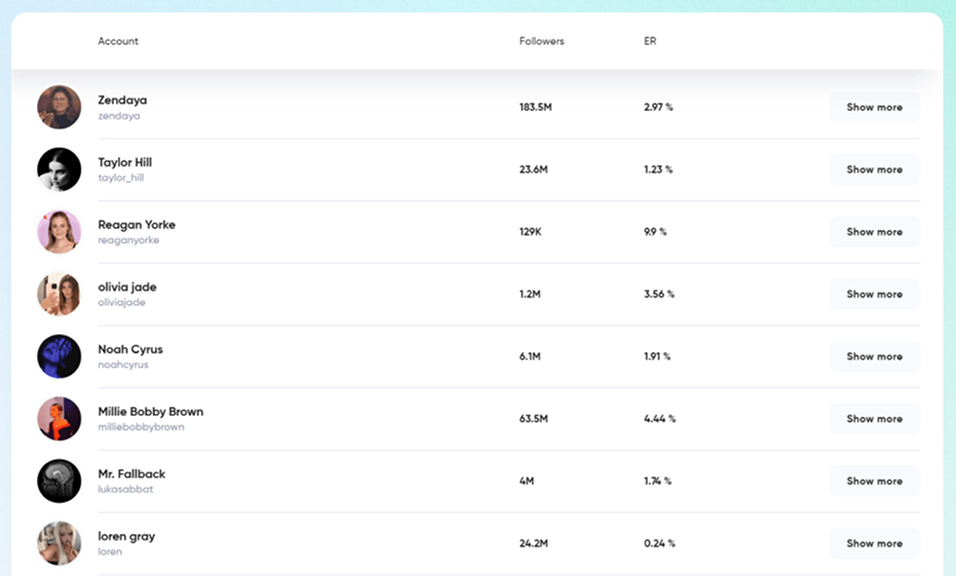 Account Followers ER
Zendaya
zendaya
183.5M 2.97 % Show more
Taylor Hill
taylor_hill
23.6M 1.23 % Show more
Reagan Yorke
reaganyorke
129K 9.9 % Show more
olivia jade
oliviajade
1.2M 3.56 % Show more
Noah Cyrus
noahcyrus
6.1M 1.91 % Show more
Millie Bobby Brown
milliebobbybrown
63.5M 4.44 % Show more
Mr. Fallback
lukasabbat
4M 1.74 % Show more
loren gray
loren
24.2M 0.24 % Show more